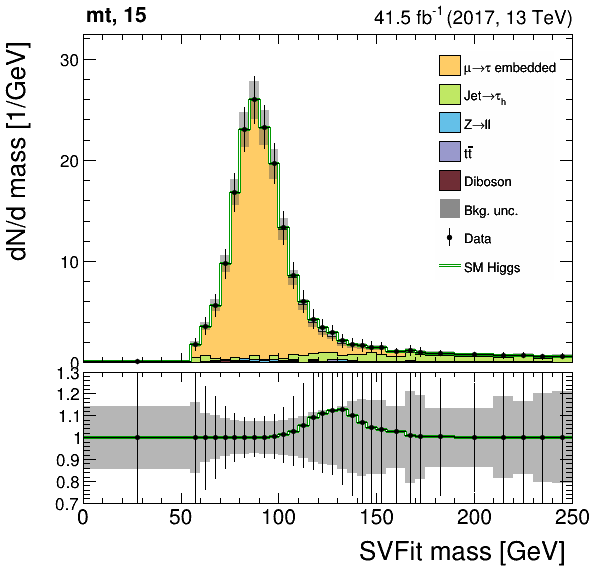 mt, 15
41.5 fb⁻¹ (2017, 13 TeV)
dN/d mass [1/GeV]
30
20
10
0
μ→τ embedded
Jet→τₕ
Z→ll
tt̅
Diboson
Bkg. unc.
Data
SM Higgs
1.3
1.2
1.1
1
0.9
0.8
0.7
0 50 100 150 200 250
SVFit mass [GeV]